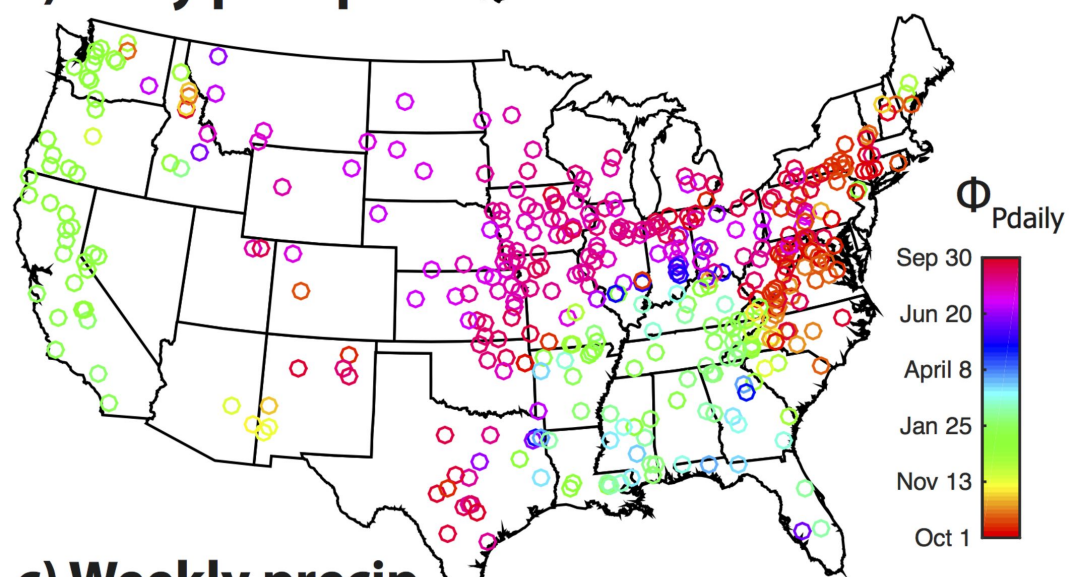 Φ
Pdaily
Sep 30
Jun 20
April 8
Jan 25
Nov 13
Oct 1
c) Weekly precip